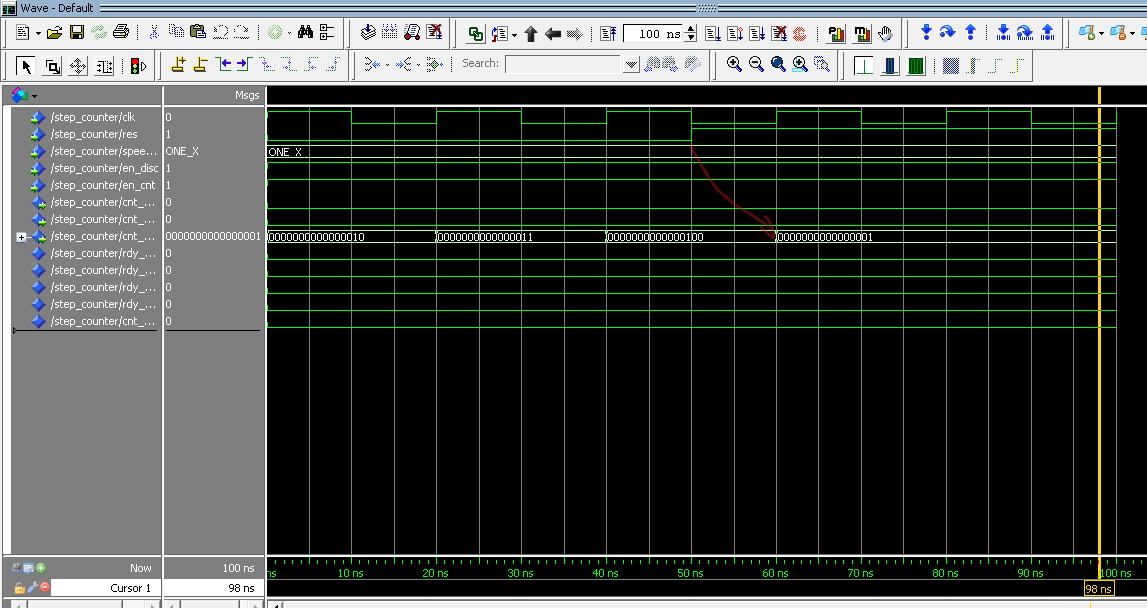 Wave - Default
100 ns
Search:
Msgs
/step_counter/clk 0
/step_counter/res 1
/step_counter/spee... ONE_X ONE_X
/step_counter/en_disc 1
/step_counter/en_cnt 1
/step_counter/cnt_... 0
/step_counter/cnt_... 0
/step_counter/cnt_... 0000000000000001 0000000000000010 0000000000000011 0000000000000100 0000000000000001
/step_counter/rdy_... 0
/step_counter/rdy_... 0
/step_counter/rdy_... 0
/step_counter/rdy_... 0
/step_counter/cnt_... 0
Now 100 ns ns 10 ns 20 ns 30 ns 40 ns 50 ns 60 ns 70 ns 80 ns 90 ns 100 ns
Cursor 1 98 ns 98 ns